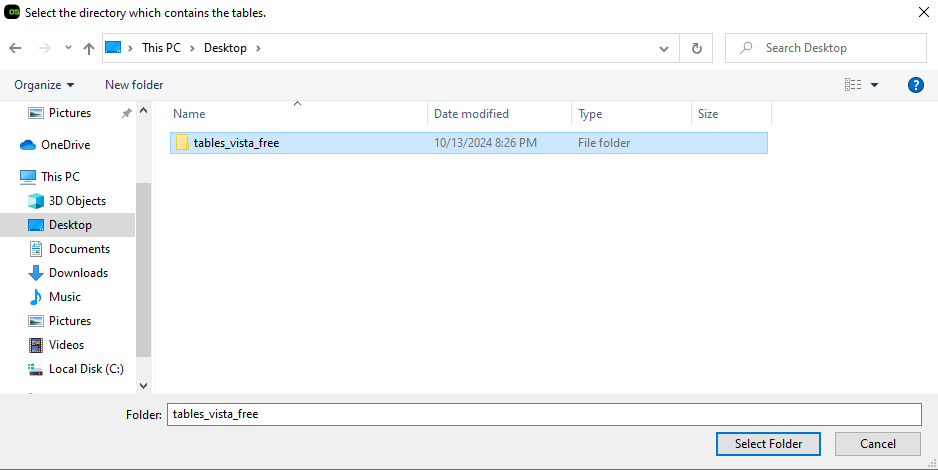 OS Select the directory which contains the tables.
This PC Desktop
Search Desktop
Organize New folder
?
Name Date modified Type Size
tables_vista_free 10/13/2024 8:26 PM File folder
Pictures
OneDrive
This PC
3D Objects
Desktop
Documents
Downloads
Music
Pictures
Videos
Local Disk (C:)
Folder: tables_vista_free
Select Folder Cancel